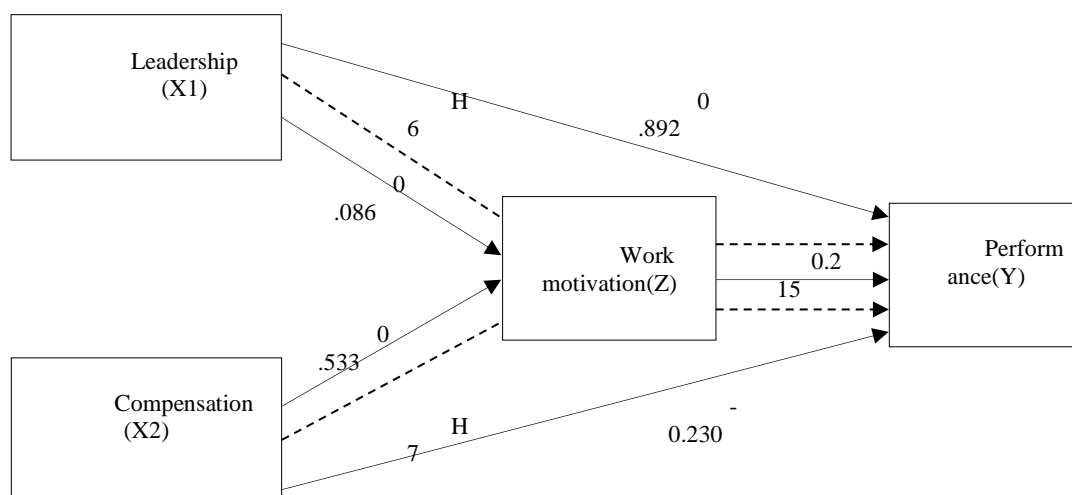 Leadership
(X1)
H
6
0
.892
0
.086
Work
motivation(Z)
0.2
15
Perform
ance(Y)
0
.533
Compensation
(X2)
H
7
-
0.230